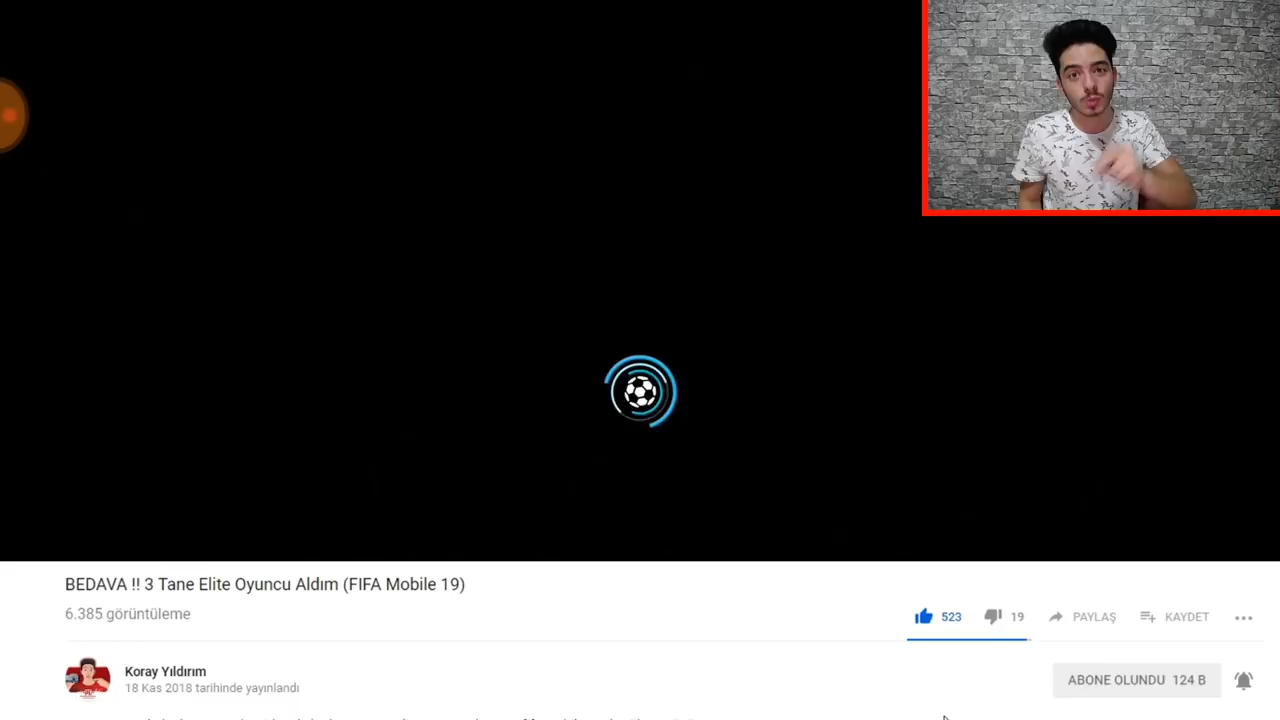 BEDAVA !! 3 Tane Elite Oyuncu Aldım (FIFA Mobile 19)
6.385 görüntüleme
523
19
PAYLAŞ
KAYDET
Koray Yıldırım
18 Kas 2018 tarihinde yayınlandı
ABONE OLUNDU 124 B